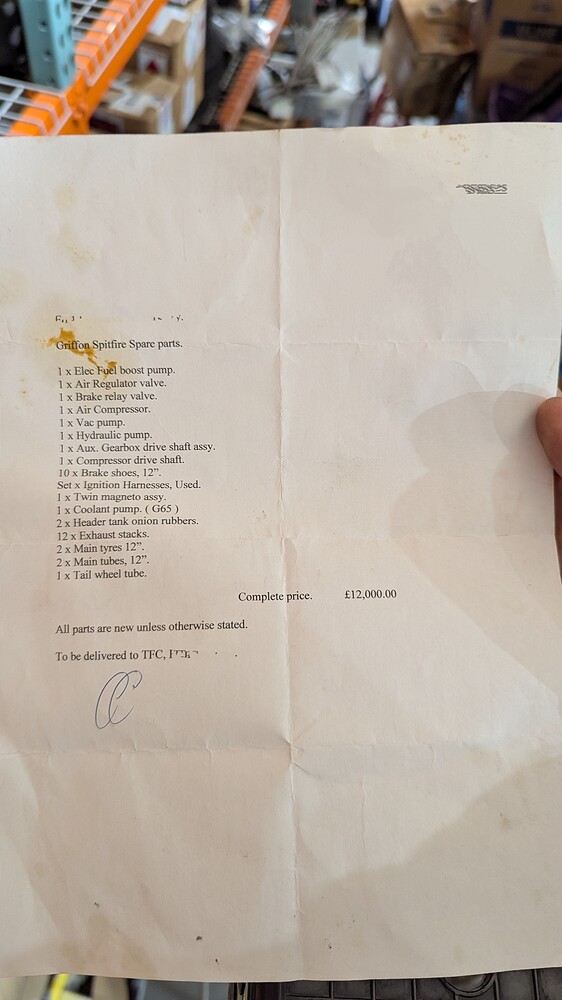 Griffon Spitfire Spare parts.
1 x Elec Fuel boost pump.
1 x Air Regulator valve.
1 x Brake relay valve.
1 x Air Compressor.
1 x Vac pump.
1 x Hydraulic pump.
1 x Aux. Gearbox drive shaft assy.
1 x Compressor drive shaft.
10 x Brake shoes, 12”.
Set x Ignition Harnesses, Used.
1 x Twin magneto assy.
1 x Coolant pump. ( G65 )
2 x Header tank onion rubbers.
12 x Exhaust stacks.
2 x Main tyres 12”.
2 x Main tubes, 12”.
1 x Tail wheel tube.
Complete price. £12,000.00
All parts are new unless otherwise stated.
To be delivered to TFC,